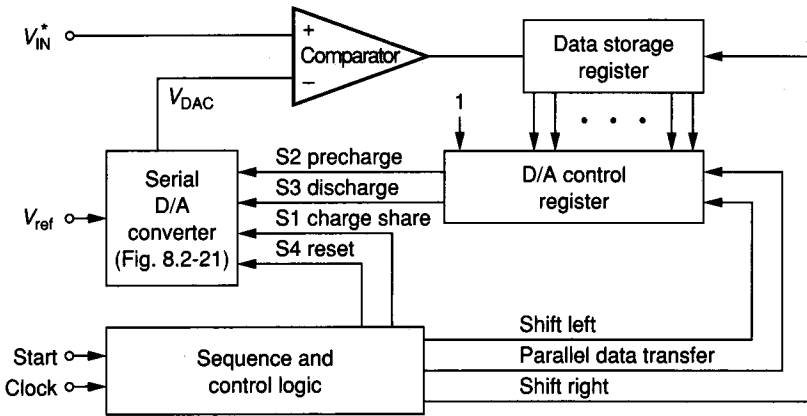 V*IN
+
Comparator
−
VDAC
Data storage
register
1
• • •
S2 precharge
S3 discharge
S1 charge share
S4 reset
D/A control
register
Serial
D/A
converter
(Fig. 8.2-21)
Vref
Start
Clock
Sequence and
control logic
Shift left
Parallel data transfer
Shift right